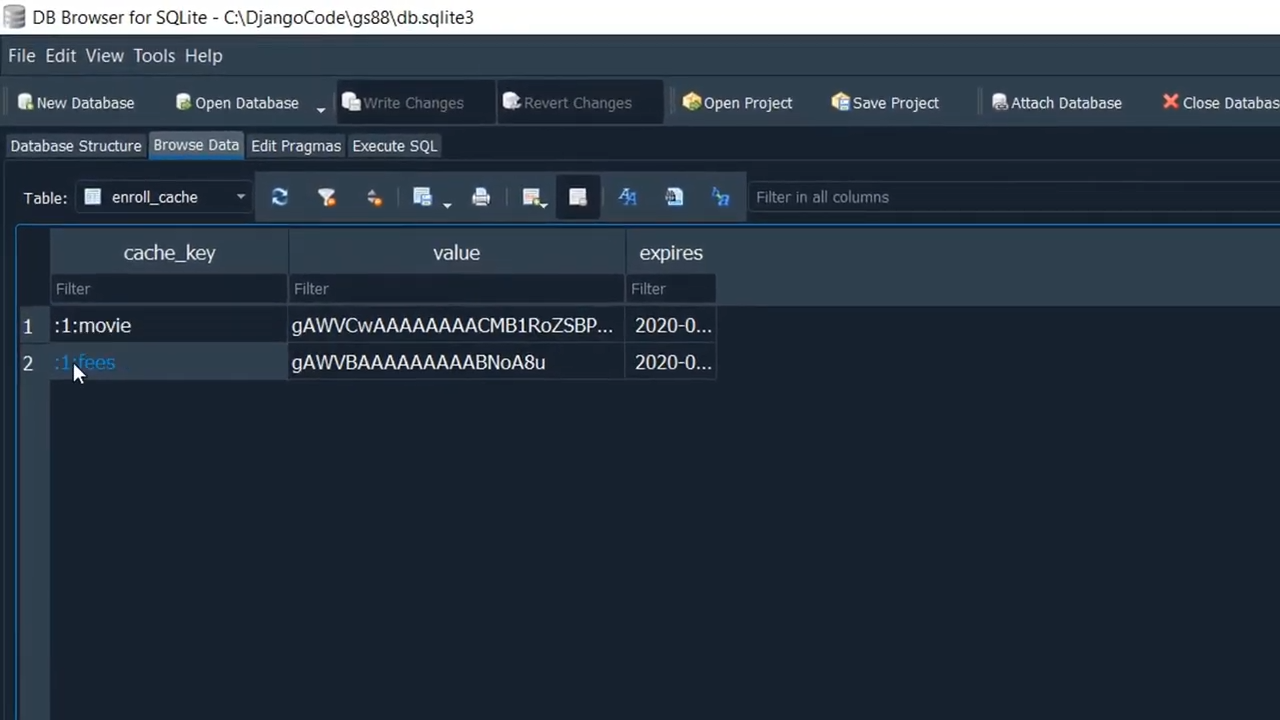 DB Browser for SQLite - C:\DjangoCode\gs88\db.sqlite3
File Edit View Tools Help
New Database Open Database Write Changes Revert Changes Open Project Save Project Attach Database Close Databas
Database Structure Browse Data Edit Pragmas Execute SQL
Table: enroll_cache Filter in all columns
cache_key value expires
Filter Filter Filter
1 :1:movie gAWVCwAAAAAAAACMB1RoZSBP... 2020-0...
2 :1:fees gAWVBAAAAAAAAABNoA8u 2020-0...